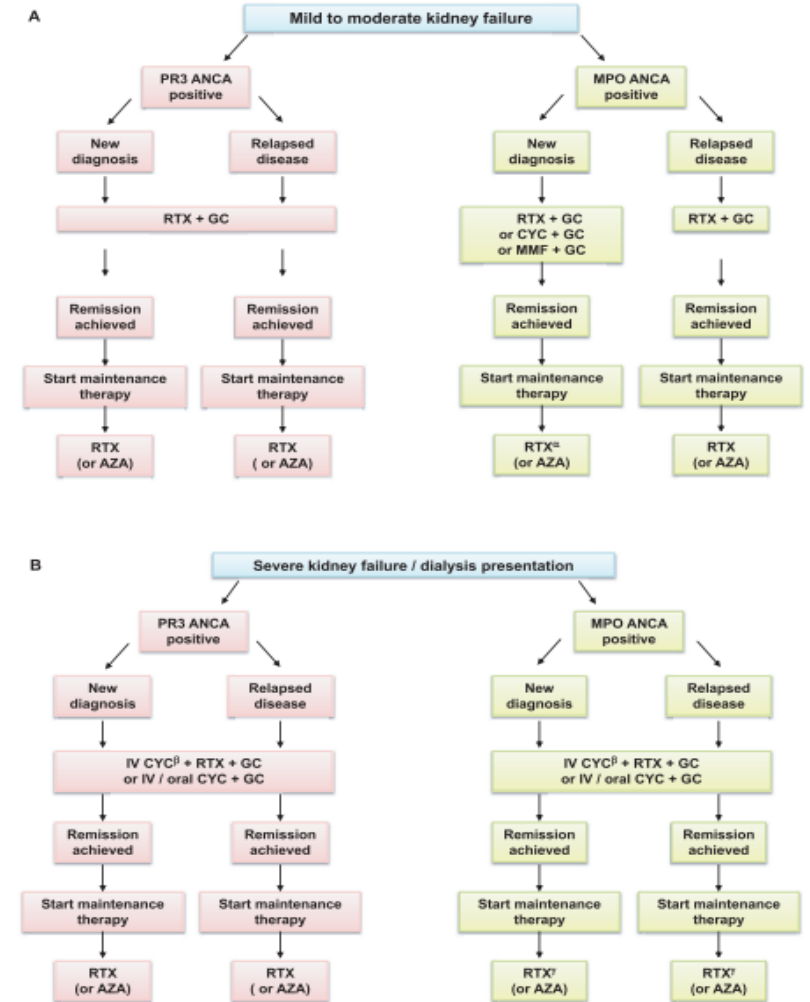 A
Mild to moderate kidney failure
PR3 ANCA
positive
MPO ANCA
positive
New
diagnosis
Relapsed
disease
New
diagnosis
Relapsed
disease
RTX + GC
RTX + GC
or CYC + GC
or MMF + GC
RTX + GC
Remission
achieved
Remission
achieved
Remission
achieved
Remission
achieved
Start maintenance
therapy
Start maintenance
therapy
Start maintenance
therapy
Start maintenance
therapy
RTX
(or AZA)
RTX
( or AZA)
RTXα
(or AZA)
RTX
(or AZA)
B
Severe kidney failure / dialysis presentation
PR3 ANCA
positive
MPO ANCA
positive
New
diagnosis
Relapsed
disease
New
diagnosis
Relapsed
disease
IV CYCβ + RTX + GC
or IV / oral CYC + GC
IV CYCβ + RTX + GC
or IV / oral CYC + GC
Remission
achieved
Remission
achieved
Remission
achieved
Remission
achieved
Start maintenance
therapy
Start maintenance
therapy
Start maintenance
therapy
Start maintenance
therapy
RTX
(or AZA)
RTX
( or AZA)
RTXγ
(or AZA)
RTXγ
(or AZA)